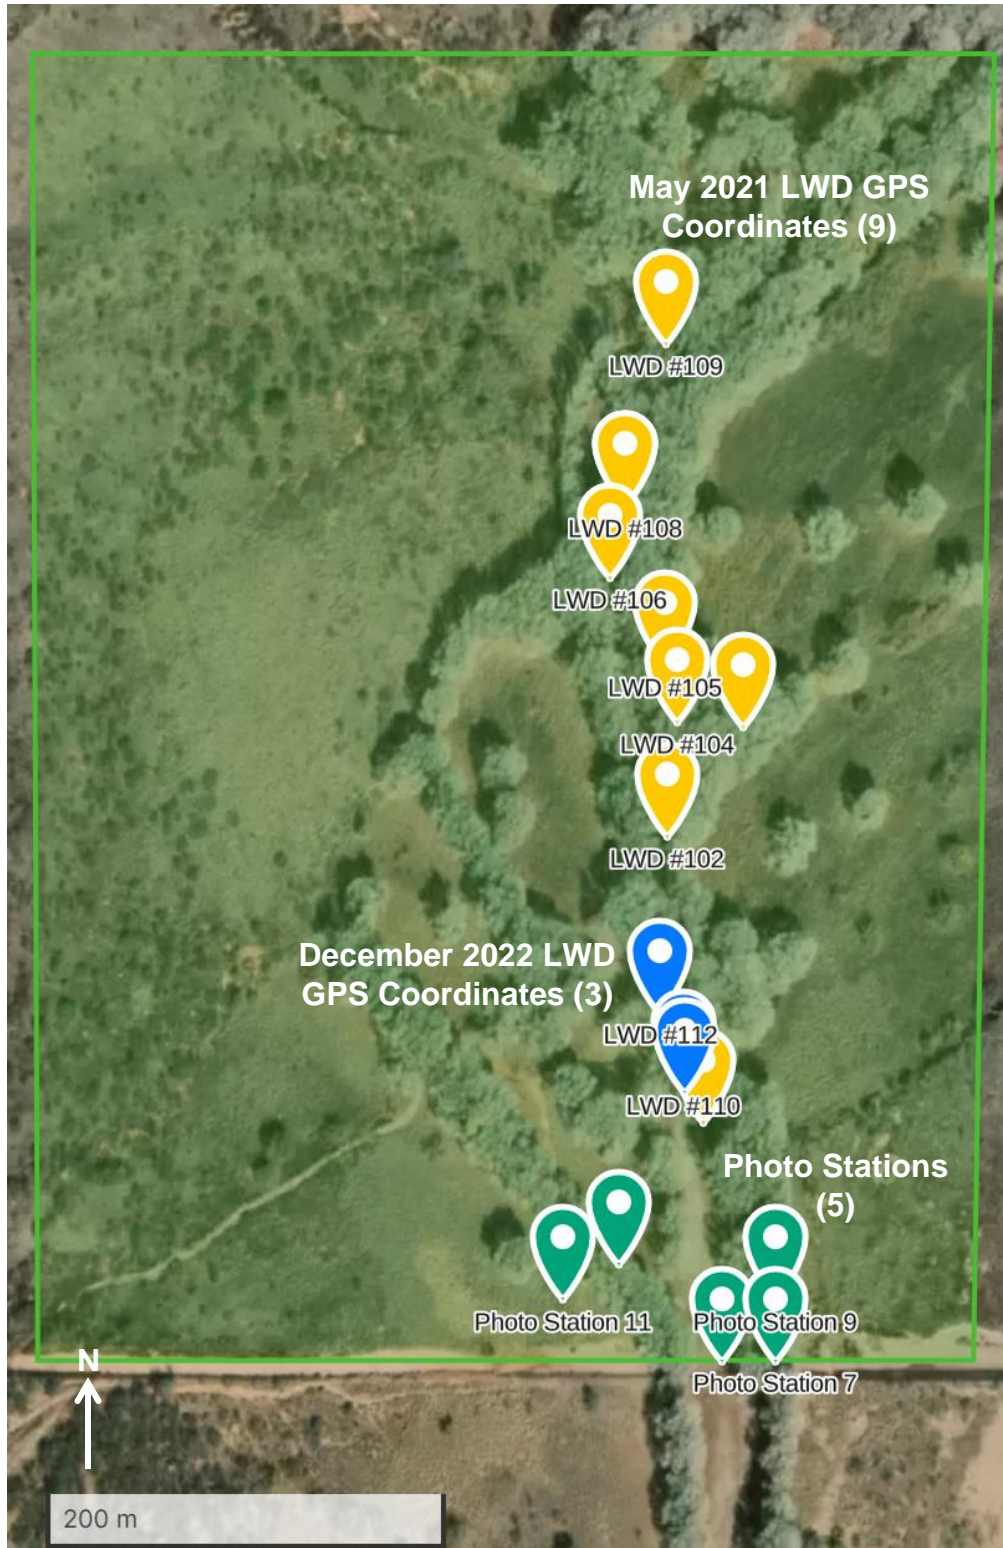 May 2021 LWD GPS
Coordinates (9)
LWD #109
LWD #108
LWD #106
LWD #105
LWD #104
LWD #102
December 2022 LWD
GPS Coordinates (3)
LWD #112
LWD #110
Photo Stations
(5)
Photo Station 11
Photo Station 9
Photo Station 7
N
200 m